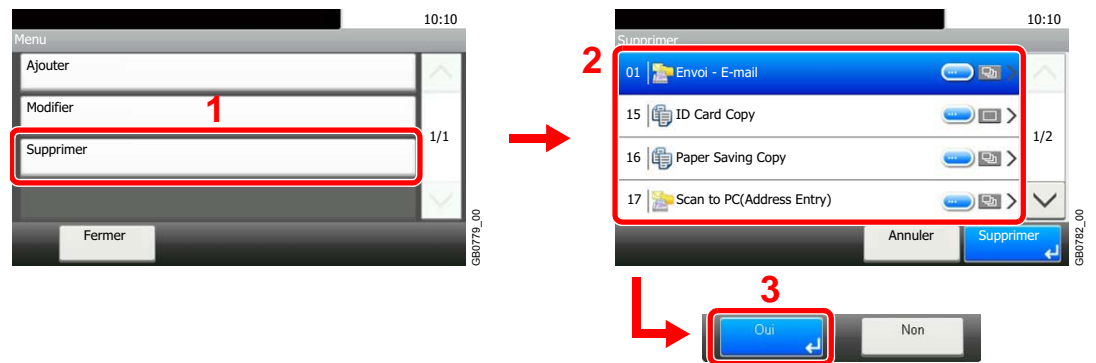 10:10
Menu
Ajouter
Modifier
1
1/1
Supprimer
Fermer
GB0779_00
10:10
Supprimer
2
01 Envoi - E-mail
15 ID Card Copy
1/2
16 Paper Saving Copy
17 Scan to PC(Address Entry)
Annuler Supprimer
GB0782_00
3
Oui Non